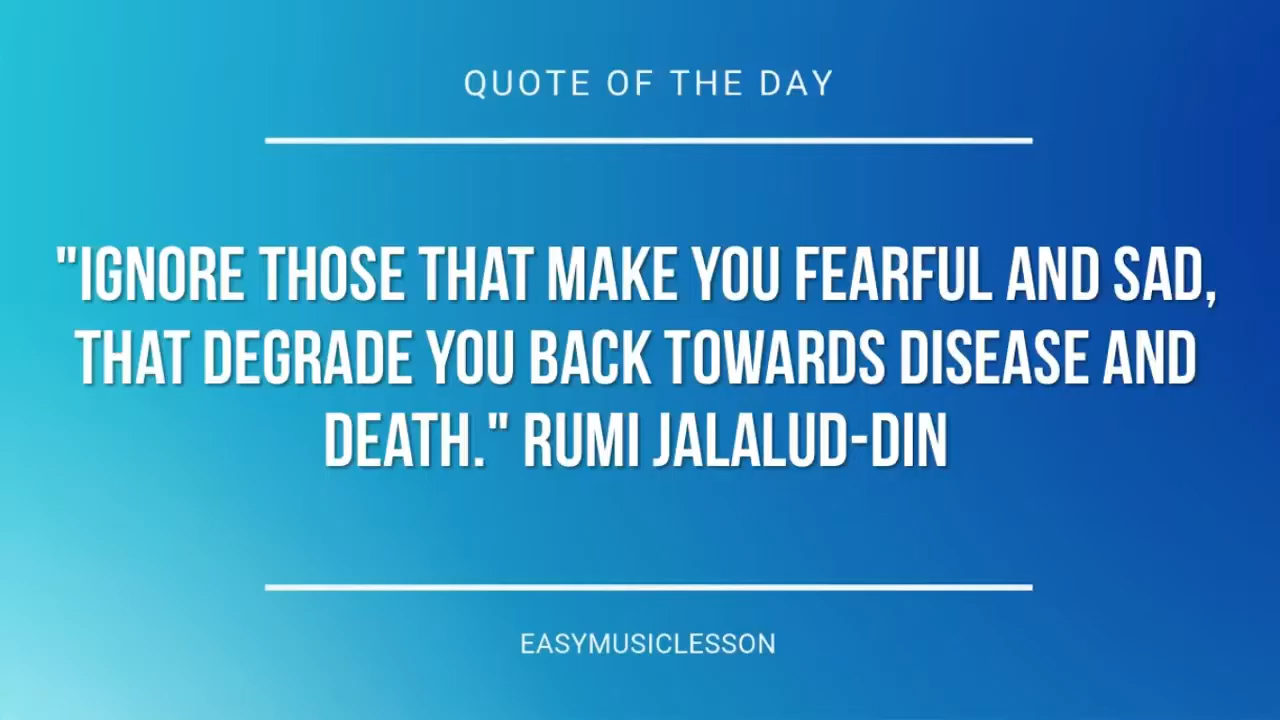 QUOTE OF THE DAY
"IGNORE THOSE THAT MAKE YOU FEARFUL AND SAD,
THAT DEGRADE YOU BACK TOWARDS DISEASE AND
DEATH." RUMI JALALUD-DIN
EASYMUSICLESSON